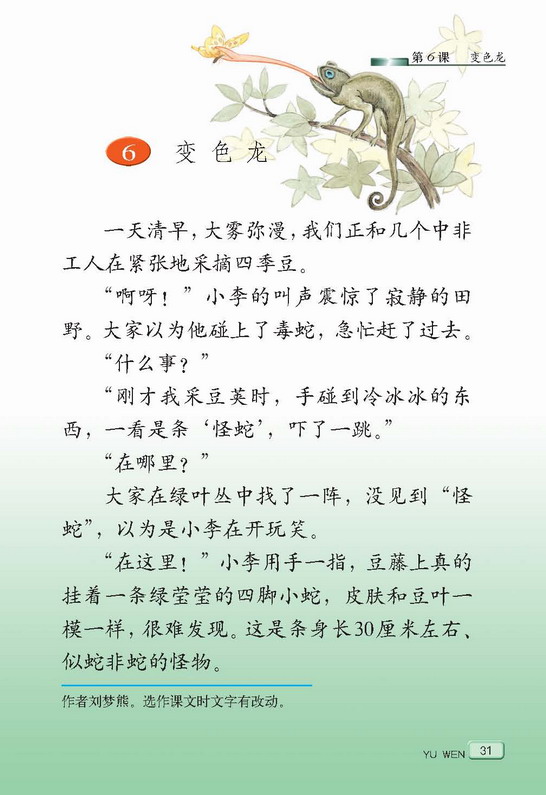 第6课 变色龙
6 变色龙
一天清早，大雾弥漫，我们正和几个中非
工人在紧张地采摘四季豆。
“啊呀！”小李的叫声震惊了寂静的田
野。大家以为他碰上了毒蛇，急忙赶了过去。
“什么事？”
“刚才我采豆荚时，手碰到冷冰冰的东
西，一看是条‘怪蛇’，吓了一跳。”
“在哪里？”
大家在绿叶丛中找了一阵，没见到“怪
蛇”，以为是小李在开玩笑。
“在这里！”小李用手一指，豆藤上真的
挂着一条绿莹莹的四脚小蛇，皮肤和豆叶一
模一样，很难发现。这是条身长30厘米左右、
似蛇非蛇的怪物。
作者刘梦熊。选作课文时文字有改动。
YU WEN 31